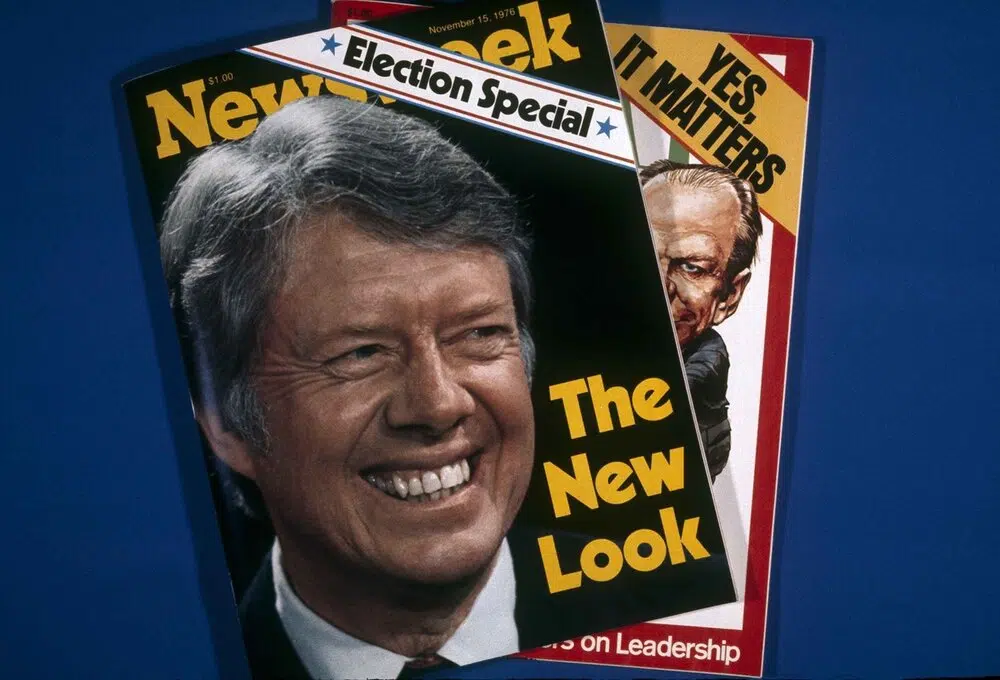 November 15, 1976
$1.00
Election Special
The
New
Look
YES,
IT MATTERS
on Leadership